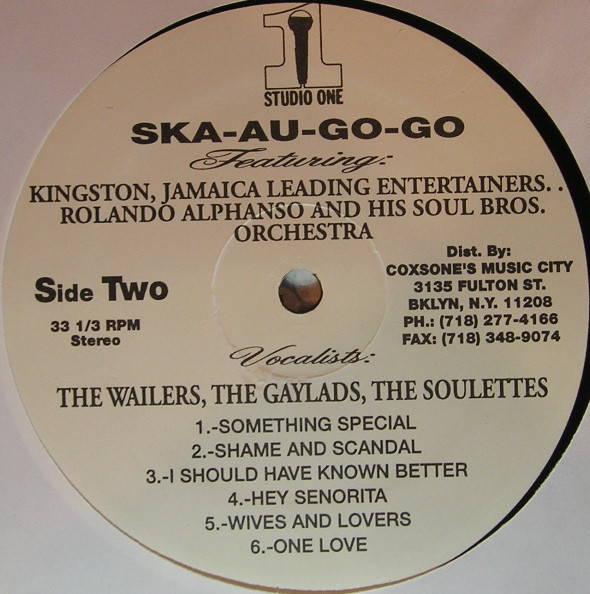 1
STUDIO ONE
SKA-AU-GO-GO
Featuring:
KINGSTON, JAMAICA LEADING ENTERTAINERS. .
ROLANDO ALPHANSO AND HIS SOUL BROS.
ORCHESTRA
Side Two
33 1/3 RPM
Stereo
Dist. By:
COXSONE'S MUSIC CITY
3135 FULTON ST.
BKLYN, N.Y. 11208
PH.: (718) 277-4166
FAX: (718) 348-9074
Vocalists:
THE WAILERS, THE GAYLADS, THE SOULETTES
1.-SOMETHING SPECIAL
2.-SHAME AND SCANDAL
3.-I SHOULD HAVE KNOWN BETTER
4.-HEY SENORITA
5.-WIVES AND LOVERS
6.-ONE LOVE